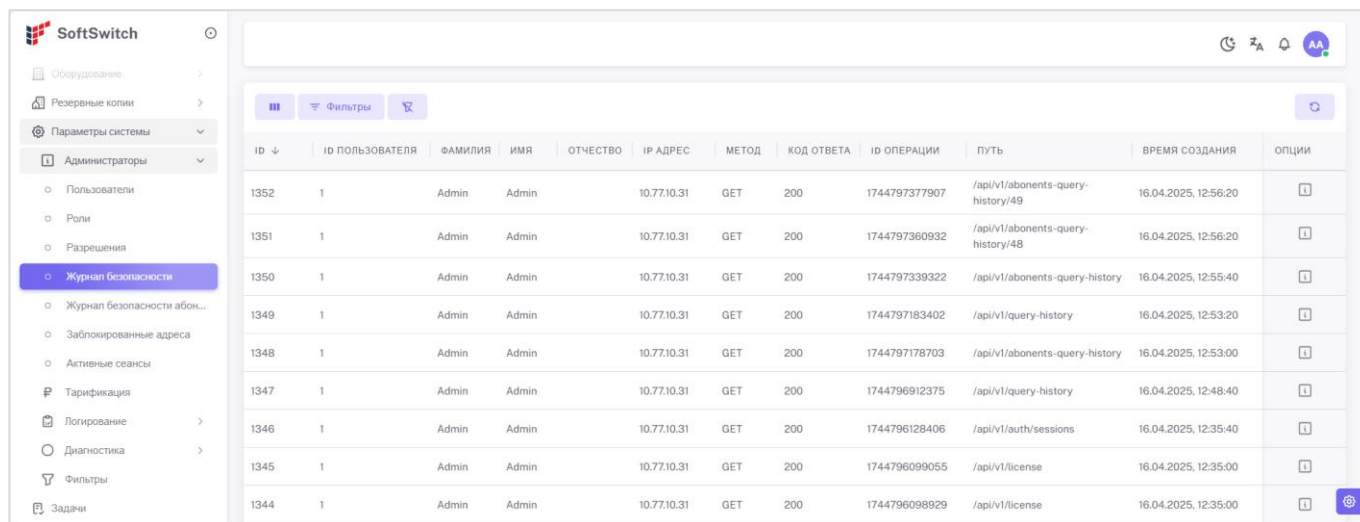 SoftSwitch
Оборудование
Резервные копии
Параметры системы
Администраторы
Пользователи
Роли
Разрешения
Журнал безопасности
Журнал безопасности абон...
Заблокированные адреса
Активные сеансы
Тарификация
Логирование
Диагностика
Фильтры
Задачи
AA
Фильтры
ID ↓ ID ПОЛЬЗОВАТЕЛЯ ФАМИЛИЯ ИМЯ ОТЧЕСТВО IP АДРЕС МЕТОД КОД ОТВЕТА ID ОПЕРАЦИИ ПУТЬ ВРЕМЯ СОЗДАНИЯ ОПЦИИ
1352 1 Admin Admin 10.77.10.31 GET 200 1744797377907 /api/v1/abonents-query-
history/49 16.04.2025, 12:56:20
1351 1 Admin Admin 10.77.10.31 GET 200 1744797360932 /api/v1/abonents-query-
history/48 16.04.2025, 12:56:20
1350 1 Admin Admin 10.77.10.31 GET 200 1744797339322 /api/v1/abonents-query-history 16.04.2025, 12:55:40
1349 1 Admin Admin 10.77.10.31 GET 200 1744797183402 /api/v1/query-history 16.04.2025, 12:53:20
1348 1 Admin Admin 10.77.10.31 GET 200 1744797178703 /api/v1/abonents-query-history 16.04.2025, 12:53:00
1347 1 Admin Admin 10.77.10.31 GET 200 1744796912375 /api/v1/query-history 16.04.2025, 12:48:40
1346 1 Admin Admin 10.77.10.31 GET 200 1744796128406 /api/v1/auth/sessions 16.04.2025, 12:35:40
1345 1 Admin Admin 10.77.10.31 GET 200 1744796099055 /api/v1/license 16.04.2025, 12:35:00
1344 1 Admin Admin 10.77.10.31 GET 200 1744796098929 /api/v1/license 16.04.2025, 12:35:00